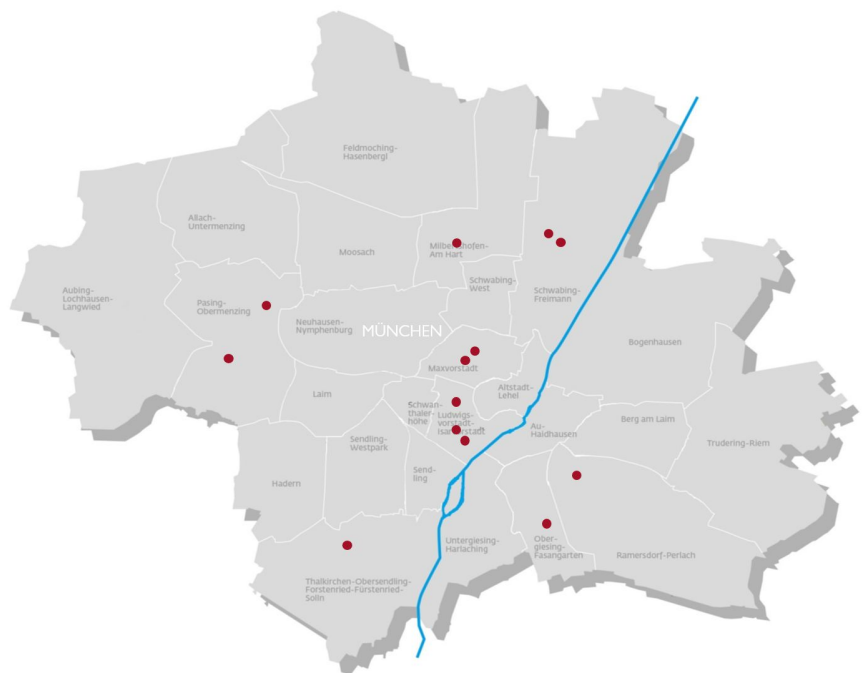 Feldmoching-
Hasenbergl
Allach-
Untermenzing
Moosach
Milbertshofen-
Am Hart
Schwabing-
West
Schwabing-
Freimann
Aubing-
Lochhausen-
Langwied
Pasing-
Obermenzing
Neuhausen-
Nymphenburg
MÜNCHEN
Bogenhausen
Maxvorstadt
Altstadt-
Lehel
Laim
Schwan-
thaler-
höhe
Ludwigs-
vorstadt-
Isarvorstadt
Au-
Haidhausen
Berg am Laim
Trudering-Riem
Sendling-
Westpark
Send-
ling
Hadern
Untergiesing-
Harlaching
Ober-
giesing-
Fasangarten
Ramersdorf-Perlach
Thalkirchen-Obersendling-
Forstenried-Fürstenried-
Solln